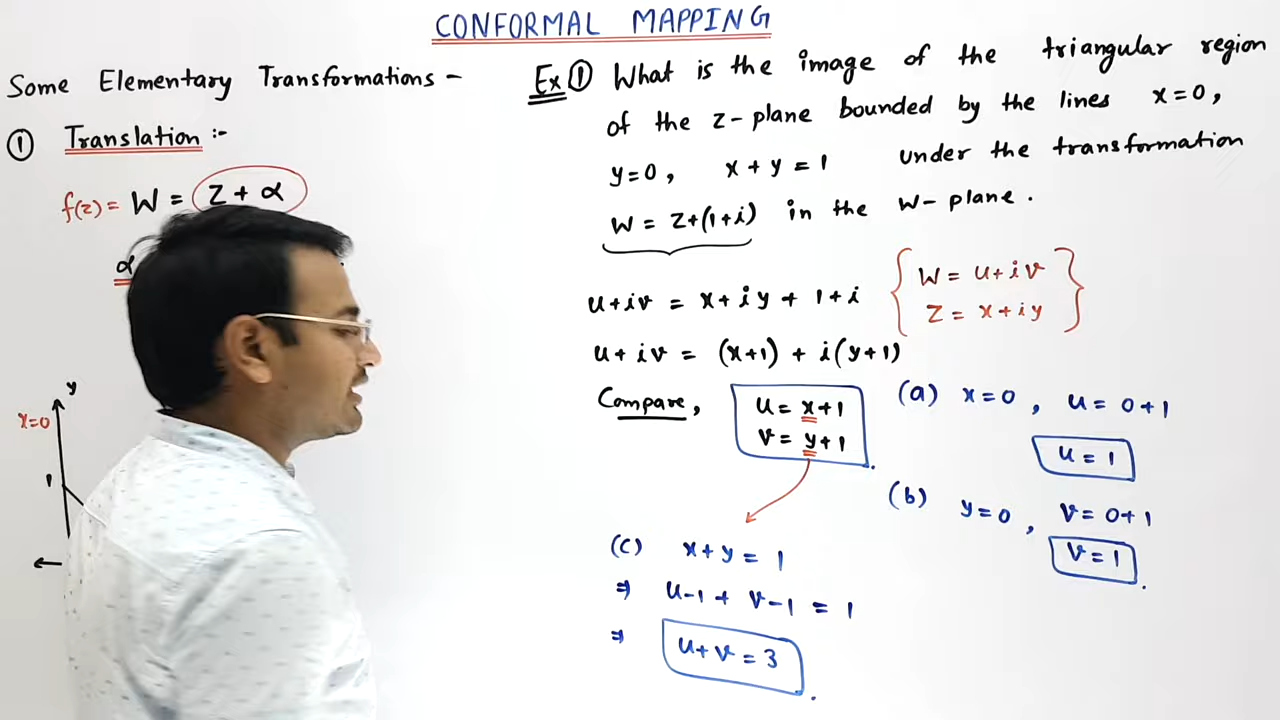 CONFORMAL MAPPING
Some Elementary Transformations -
① Translation :-
f(z) = W = Z + α
α
x=0
y
1
Ex ① What is the image of the triangular region
of the z-plane bounded by the lines x=0,
y=0, x+y=1 under the transformation
W = Z+(1+i) in the W-plane.
u+iv = x+iy + 1+i
{ W = u+iv
Z = x+iy }
u+iv = (x+1) + i(y+1)
Compare, u = x+1
v = y+1
(a) x=0, u = 0+1
u = 1
(b) y=0, v = 0+1
v = 1
(c) x+y = 1
⇒ u-1 + v-1 = 1
⇒ u+v = 3